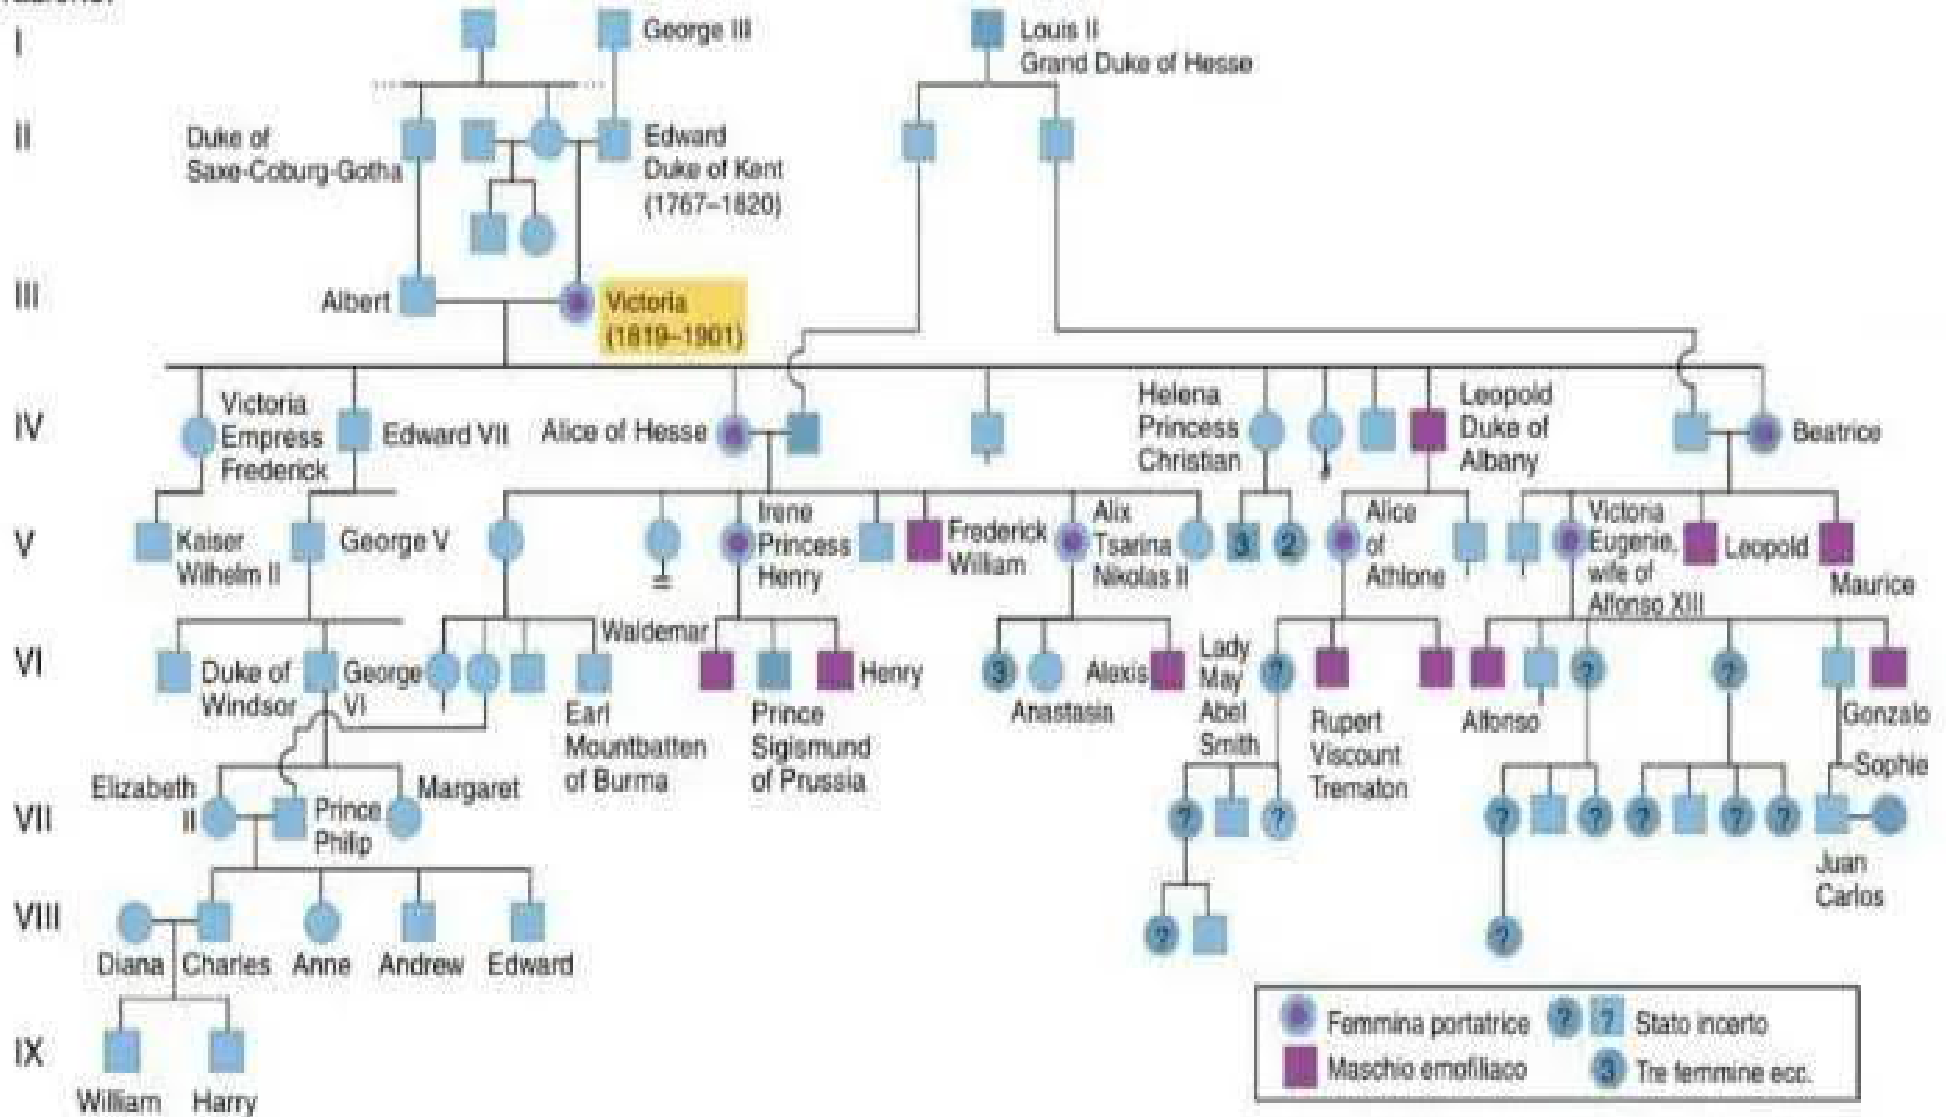 I
George III
Louis II
Grand Duke of Hesse
II
Duke of
Saxe-Coburg-Gotha
Edward
Duke of Kent
(1767–1820)
III
Albert
Victoria
(1819–1901)
IV
Victoria
Empress
Frederick
Edward VII
Alice of Hesse
Helena
Princess
Christian
Leopold
Duke of
Albany
Beatrice
V
Kaiser
Wilhelm II
George V
Irene
Princess
Henry
Frederick
William
Alix
Tsarina
Nikolas II
3
2
Alice
of
Athlone
Victoria
Eugenie,
wife of
Alfonso XIII
Leopold
Maurice
VI
Duke of
Windsor
George
VI
Earl
Mountbatten
of Burma
Waldemar
Prince
Sigismund
of Prussia
Henry
3
Anastasia
Alexis
Lady
May
Abel
Smith
?
Rupert
Viscount
Trematon
Alfonso
?
?
Gonzalo
VII
Elizabeth
II
Prince
Philip
Margaret
?
?
?
?
?
?
?
Sophie
Juan
Carlos
VIII
Diana
Charles
Anne
Andrew
Edward
?
?
IX
William
Harry
Femmina portatrice
? ? Stato incerto
Maschio emofiliaco
3 Tre femmine ecc.